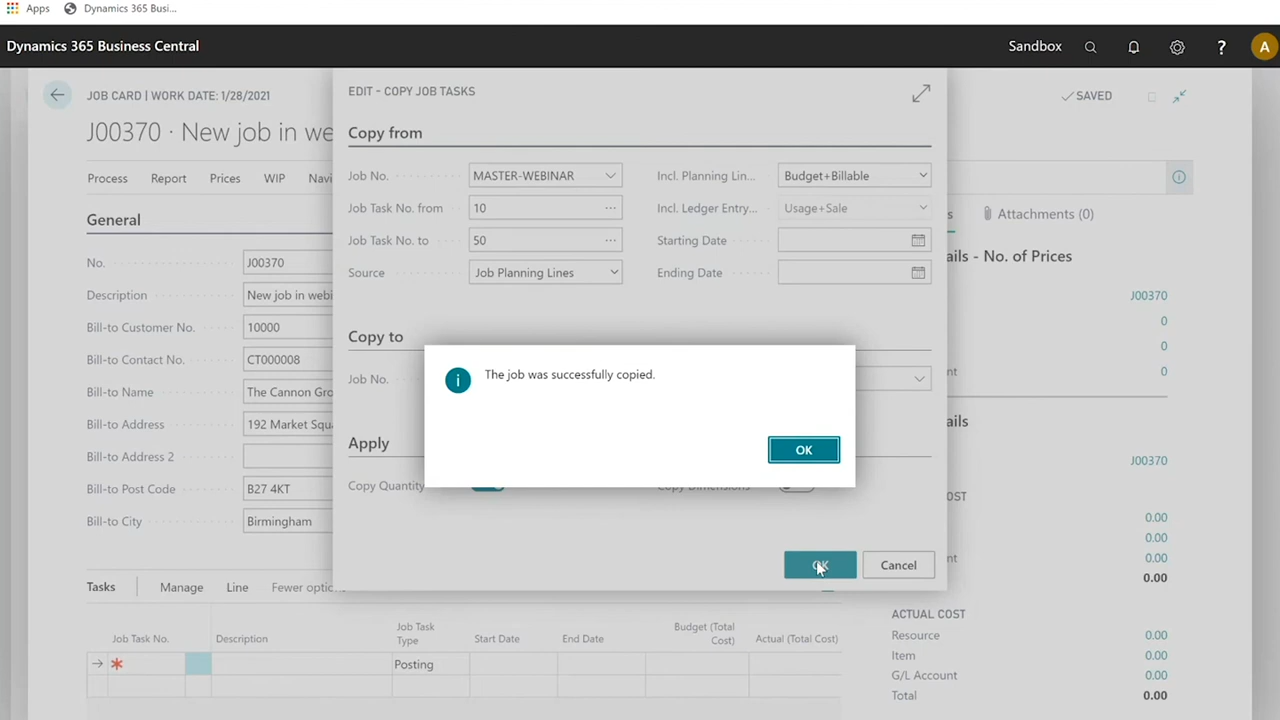 Apps Dynamics 365 Busi...
Dynamics 365 Business Central Sandbox ? A
JOB CARD | WORK DATE: 1/28/2021
SAVED
J00370 · New job in we
Process Report Prices WIP Navi
General
No. J00370
Description New job in webi
Bill-to Customer No. 10000
Bill-to Contact No. CT000008
Bill-to Name The Cannon Gro
Bill-to Address 192 Market Squa
Bill-to Address 2
Bill-to Post Code B27 4KT
Bill-to City Birmingham
EDIT - COPY JOB TASKS
Copy from
Job No. MASTER-WEBINAR
Job Task No. from 10 ...
Job Task No. to 50 ...
Source Job Planning Lines
Incl. Planning Lin... Budget+Billable
Incl. Ledger Entry... Usage+Sale
Starting Date
Ending Date
Copy to
Job No.
The job was successfully copied.
OK
Apply
Copy Quantity Copy Dimensions
OK Cancel
Attachments (0)
ails - No. of Prices
J00370
0
0
0
ails
J00370
OST
0.00
0.00
0.00
0.00
ACTUAL COST
Resource 0.00
Item 0.00
G/L Account 0.00
Total 0.00
Tasks Manage Line Fewer optio
Job Task No. Description Job Task Type Start Date End Date Budget (Total Cost) Actual (Total Cost)
Posting